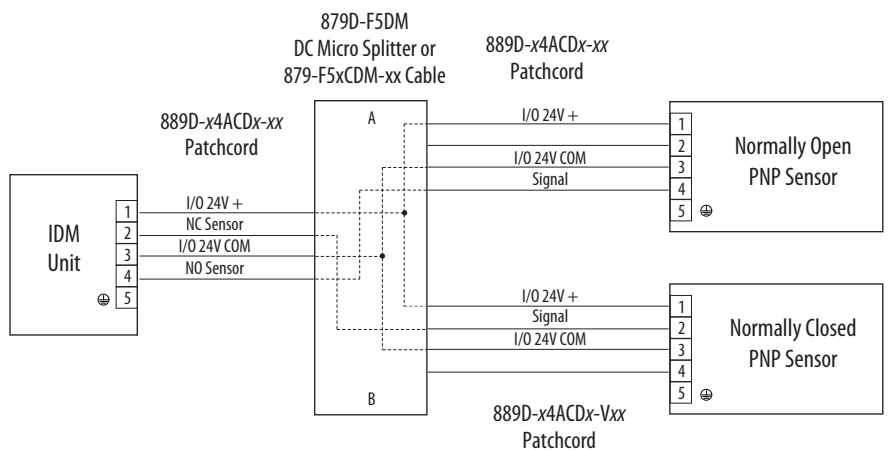 879D-F5DM
DC Micro Splitter or
879-F5xCDM-xx Cable
889D-x4ACDx-xx
Patchcord
889D-x4ACDx-xx
Patchcord
A
I/O 24V +
I/O 24V COM
Signal
1
2
3
4
5
Normally Open
PNP Sensor
IDM
Unit
1
2
3
4
5
I/O 24V +
NC Sensor
I/O 24V COM
NO Sensor
I/O 24V +
Signal
I/O 24V COM
1
2
3
4
5
Normally Closed
PNP Sensor
B
889D-x4ACDx-Vxx
Patchcord